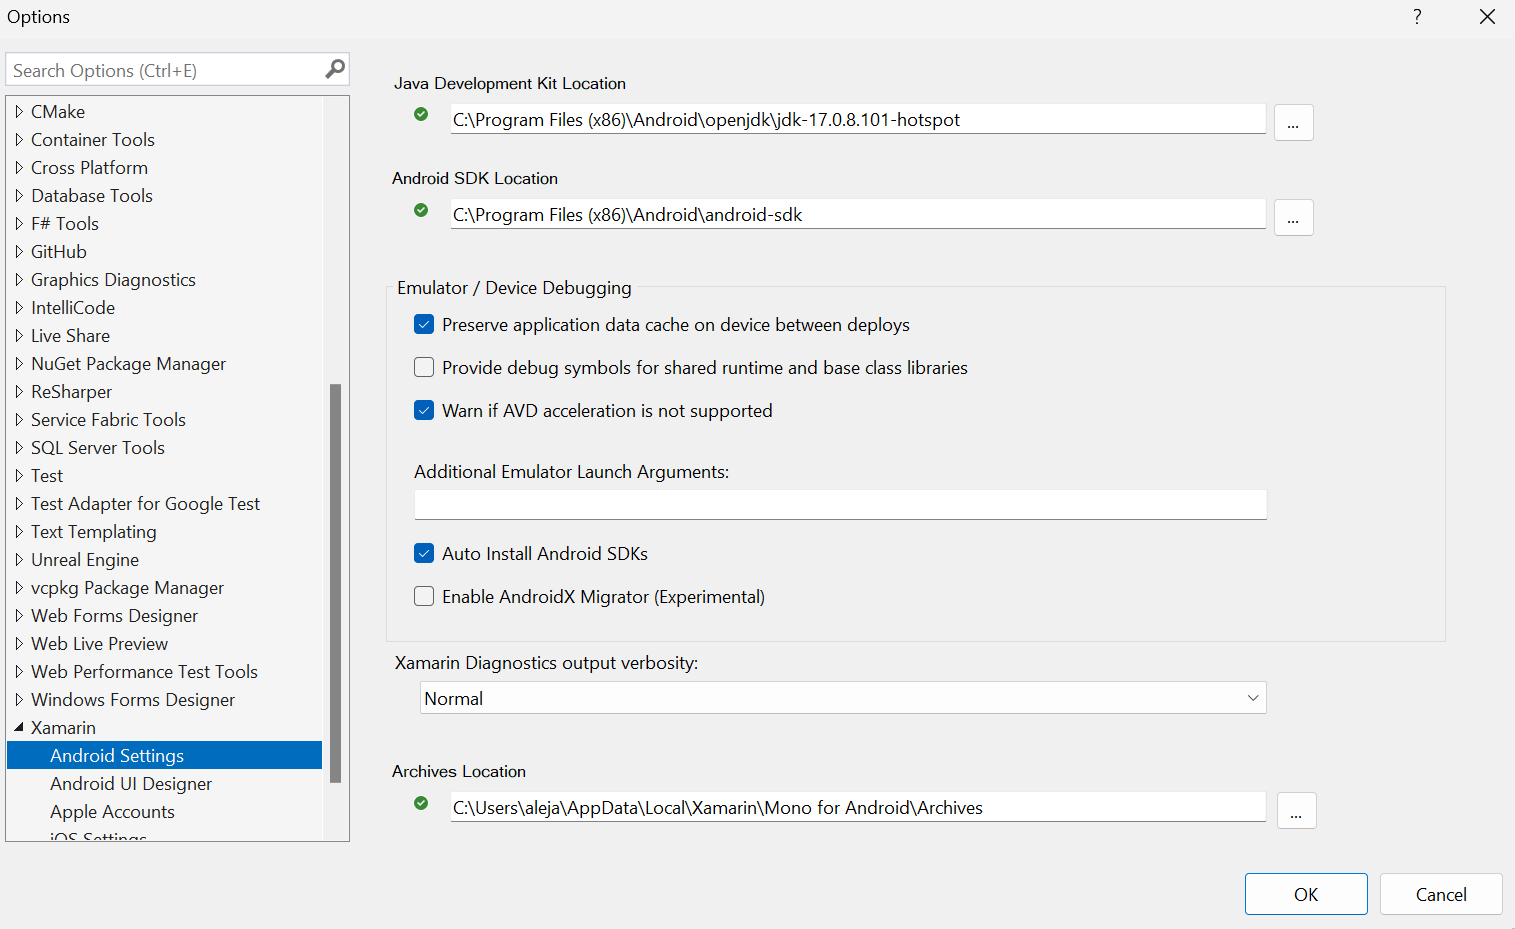 Options
?
Search Options (Ctrl+E)
CMake
Container Tools
Cross Platform
Database Tools
F# Tools
GitHub
Graphics Diagnostics
IntelliCode
Live Share
NuGet Package Manager
ReSharper
Service Fabric Tools
SQL Server Tools
Test
Test Adapter for Google Test
Text Templating
Unreal Engine
vcpkg Package Manager
Web Forms Designer
Web Live Preview
Web Performance Test Tools
Windows Forms Designer
Xamarin
Android Settings
Android UI Designer
Apple Accounts
iOS Settings
Java Development Kit Location
C:\Program Files (x86)\Android\openjdk\jdk-17.0.8.101-hotspot
...
Android SDK Location
C:\Program Files (x86)\Android\android-sdk
...
Emulator / Device Debugging
Preserve application data cache on device between deploys
Provide debug symbols for shared runtime and base class libraries
Warn if AVD acceleration is not supported
Additional Emulator Launch Arguments:
Auto Install Android SDKs
Enable AndroidX Migrator (Experimental)
Xamarin Diagnostics output verbosity:
Normal
Archives Location
C:\Users\aleja\AppData\Local\Xamarin\Mono for Android\Archives
...
OK
Cancel